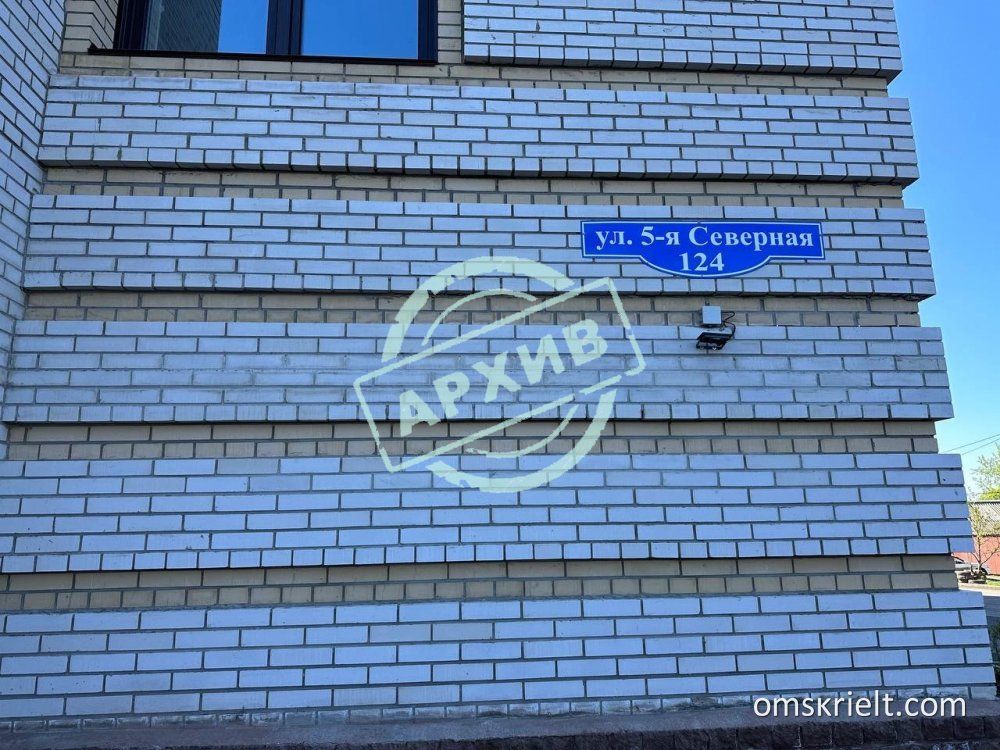 ул. 5-я Северная
124
АРХИВ
omskrielt.com